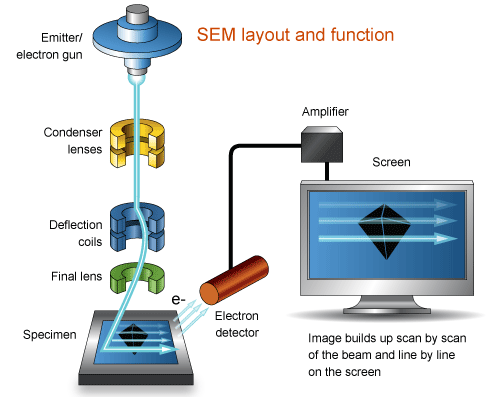 SEM layout and function
Emitter/
electron gun
Condenser
lenses
Amplifier
Screen
Deflection
coils
Final lens
e-
Specimen
Electron
detector
Image builds up scan by scan
of the beam and line by line
on the screen